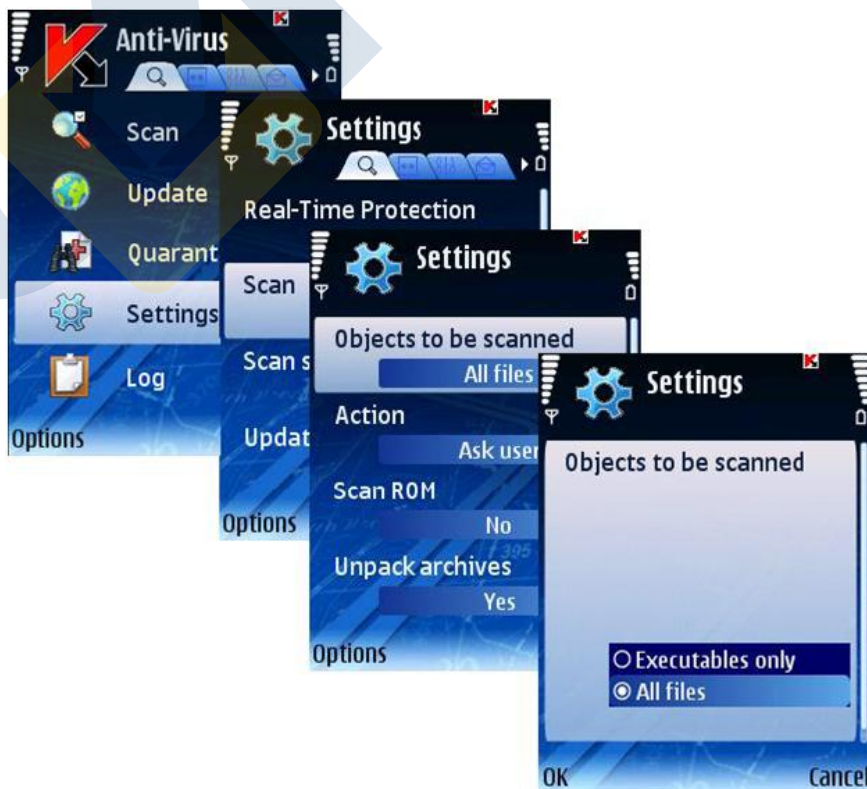 Anti-Virus
Scan
Update
Quarant
Settings
Log
Options
Settings
Real-Time Protection
Scan
Scan s
Updat
Options
Settings
Objects to be scanned
All files
Action
Ask user
Scan ROM
No
Unpack archives
Yes
Options
Settings
Objects to be scanned
Executables only
All files
OK
Cancel